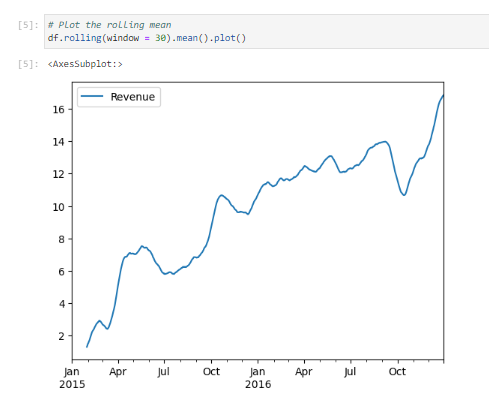 [5]: # Plot the rolling mean
df.rolling(window = 30).mean().plot()
[5]: <AxesSubplot:>
Revenue
16
14
12
10
8
6
4
2
Jan Apr Jul Oct Jan Apr Jul Oct
2015 2016